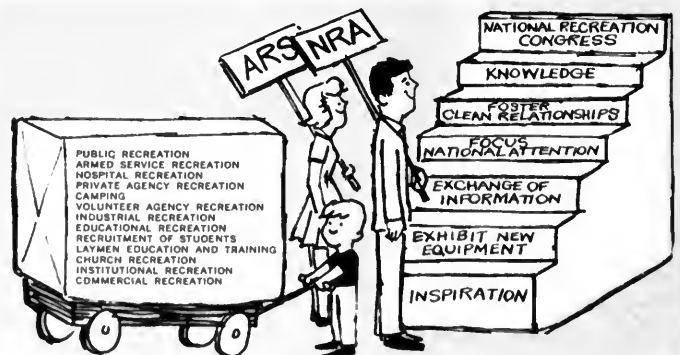 ARS
NRA
PUBLIC RECREATION
ARMED SERVICE RECREATION
NOSPITAL RECREATION
PRIVATE AGENCY RECREATION
CAMPING
VOLUNTEER AGENCY RECREATION
INDUSTRIAL RECREATION
EDUCATIONAL RECREATION
RECRUITMENT OF STUDENTS
LAYMEN EDUCATION AND TRAINING
CHURCH RECREATION
INSTITUTIONAL RECREATION
COMMERCIAL RECREATION
NATIONAL RECREATION
CONGRESS
KNOWLEDGE
FOSTER
CLEAN RELATIONSHIPS
FOCUS
NATIONAL ATTENTION
EXCHANGE OF
INFORMATION
EXHIBIT NEW
EQUIPMENT
INSPIRATION